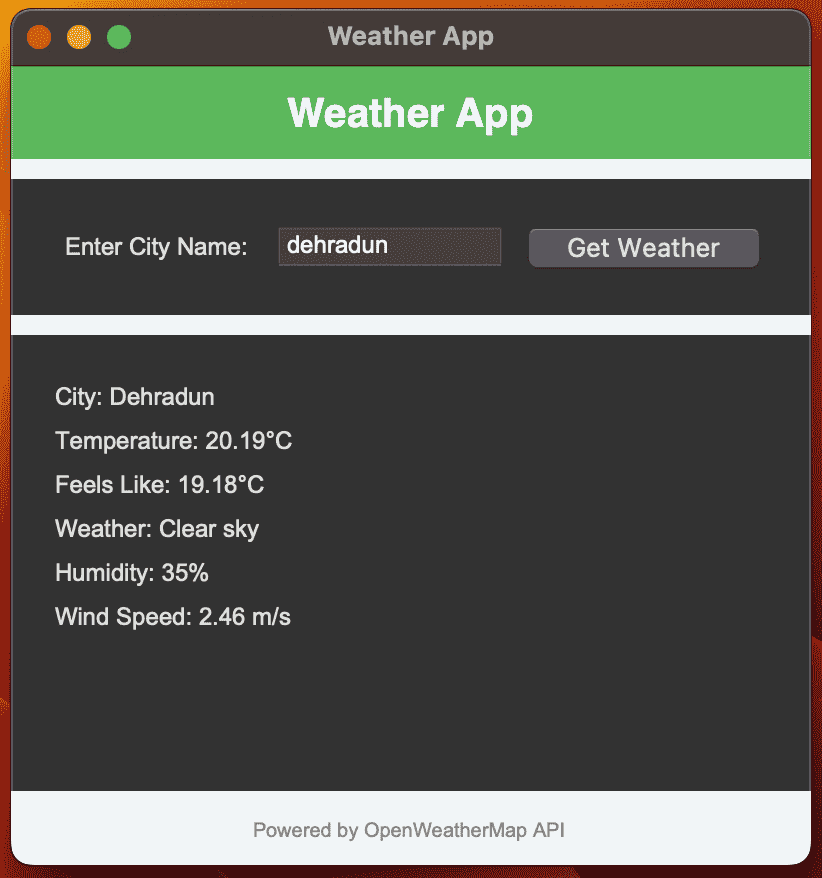 Weather App
Weather App
Enter City Name: dehradun Get Weather
City: Dehradun
Temperature: 20.19°C
Feels Like: 19.18°C
Weather: Clear sky
Humidity: 35%
Wind Speed: 2.46 m/s
Powered by OpenWeatherMap API